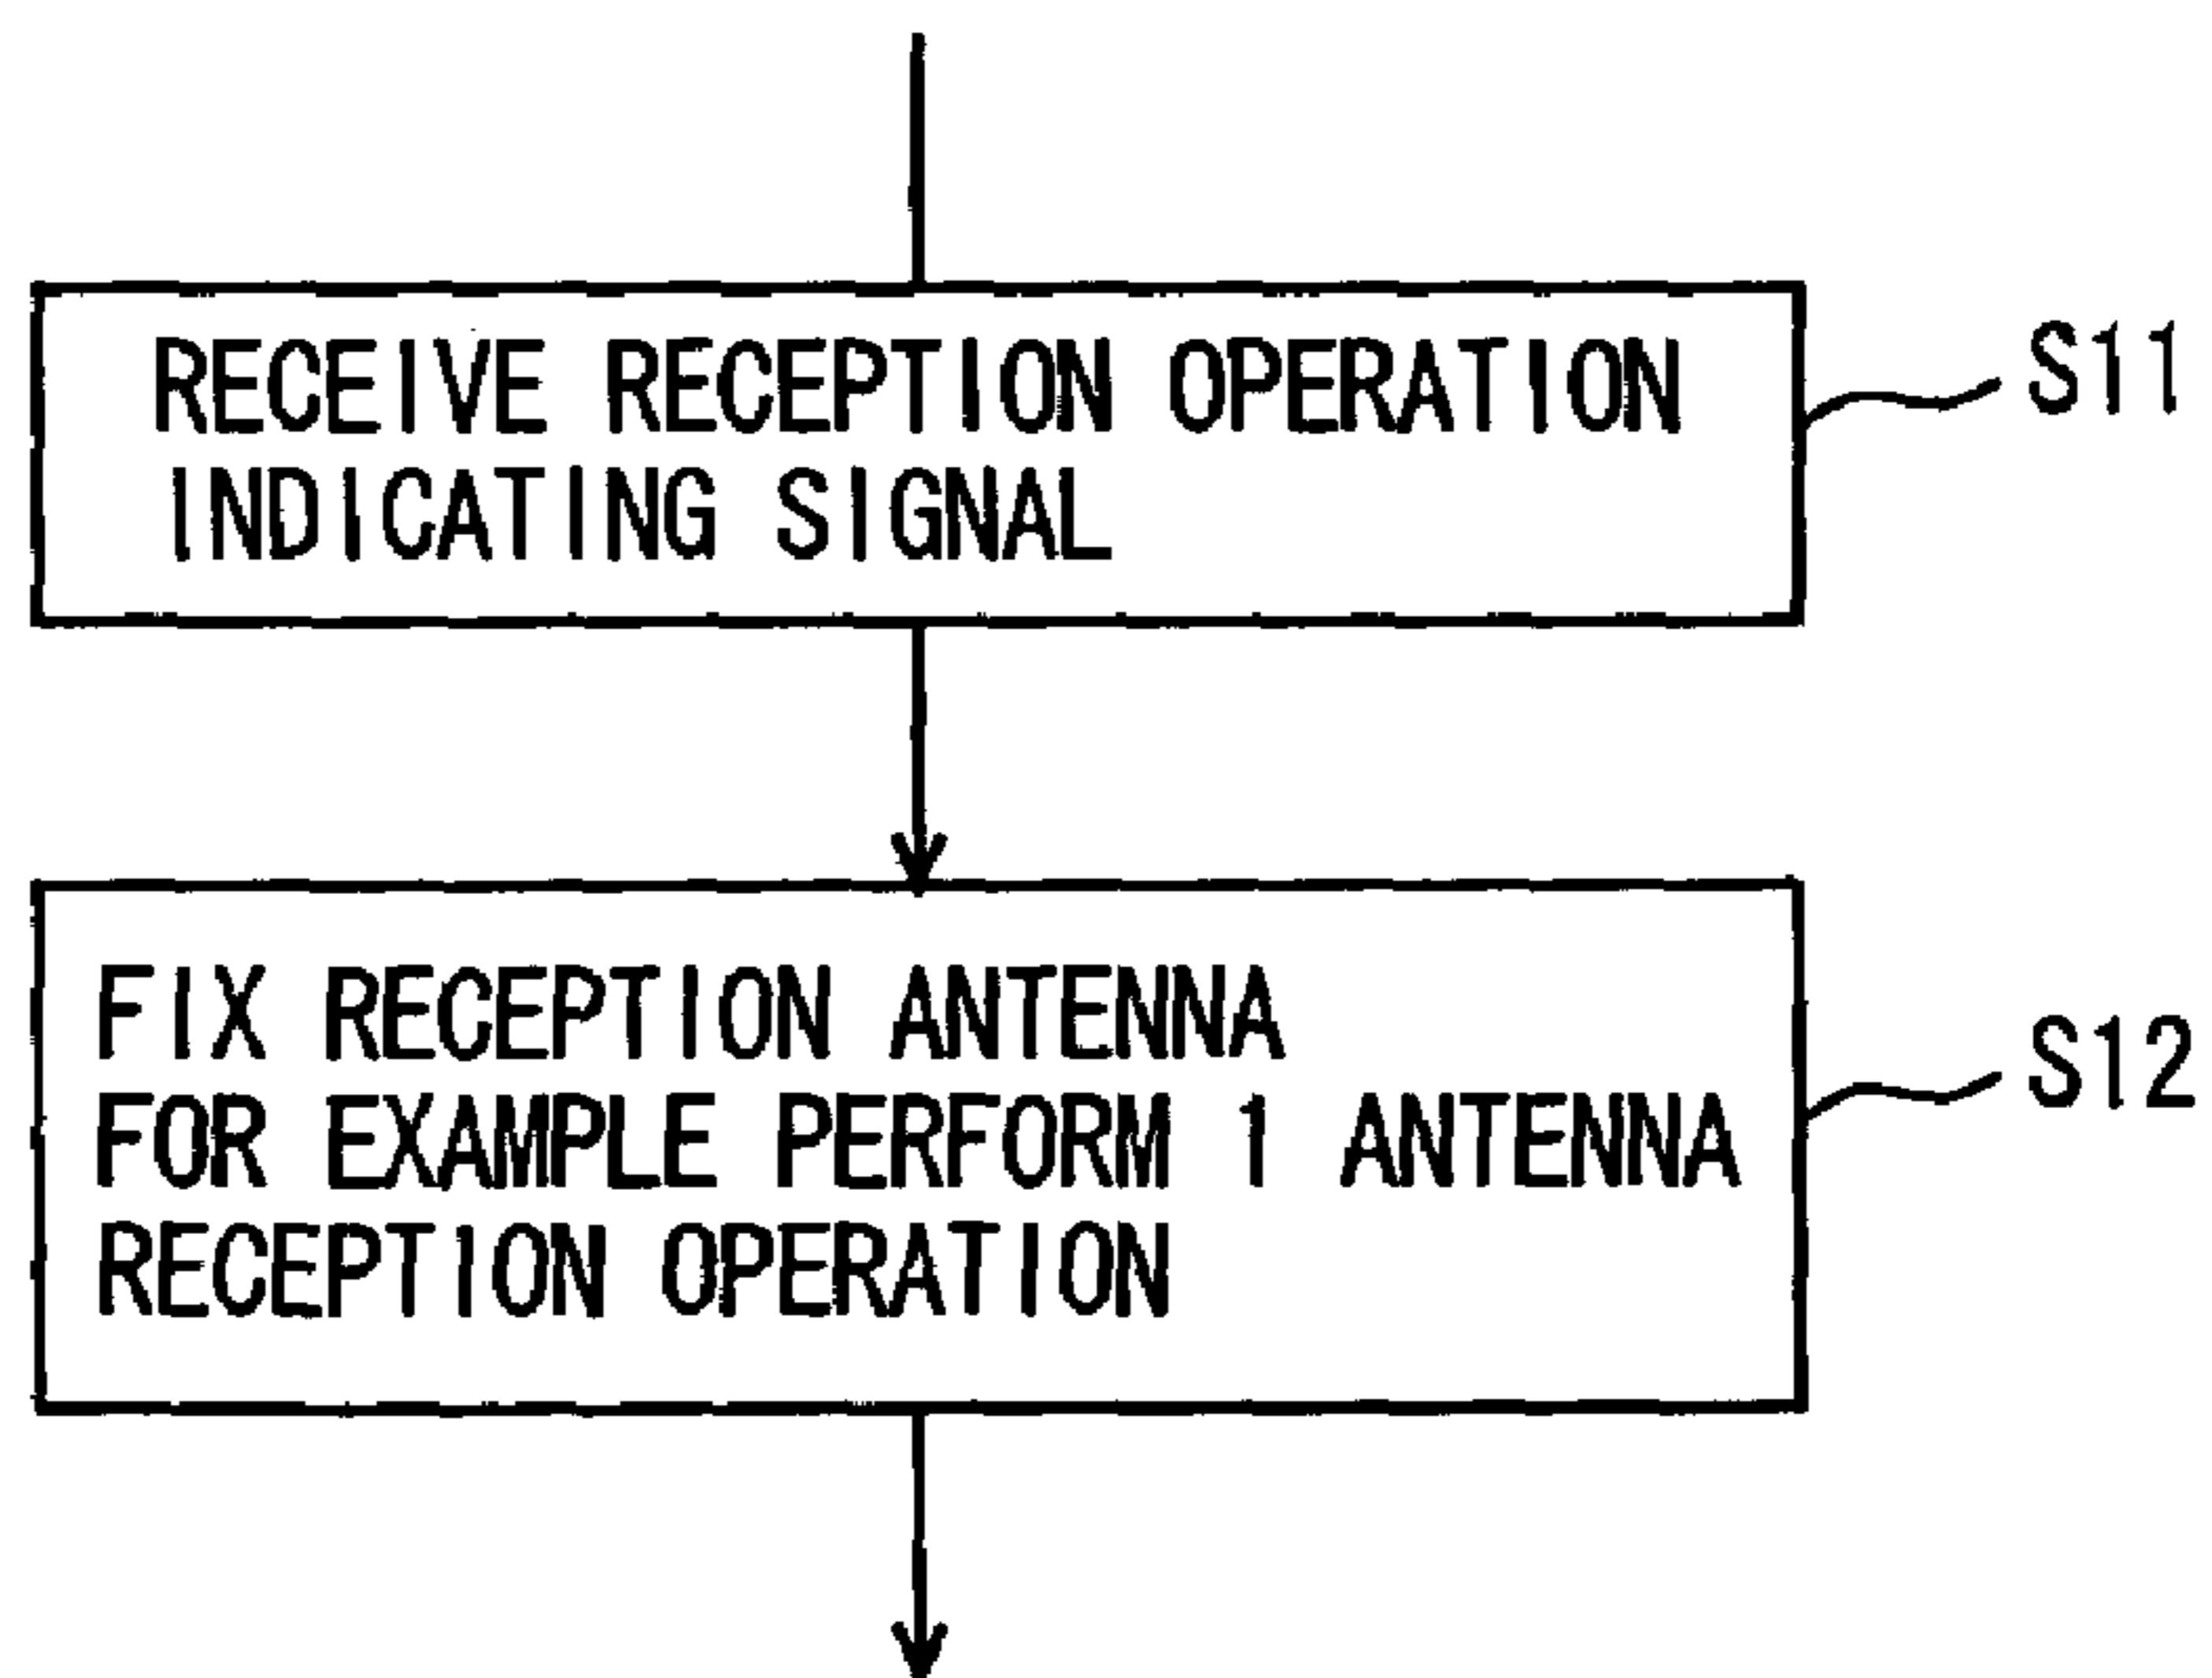 RECEIVE RECEPTION OPERATION
INDICATING SIGNAL
S11
FIX RECEPTION ANTENNA
FOR EXAMPLE PERFORM 1 ANTENNA
RECEPTION OPERATION
S12